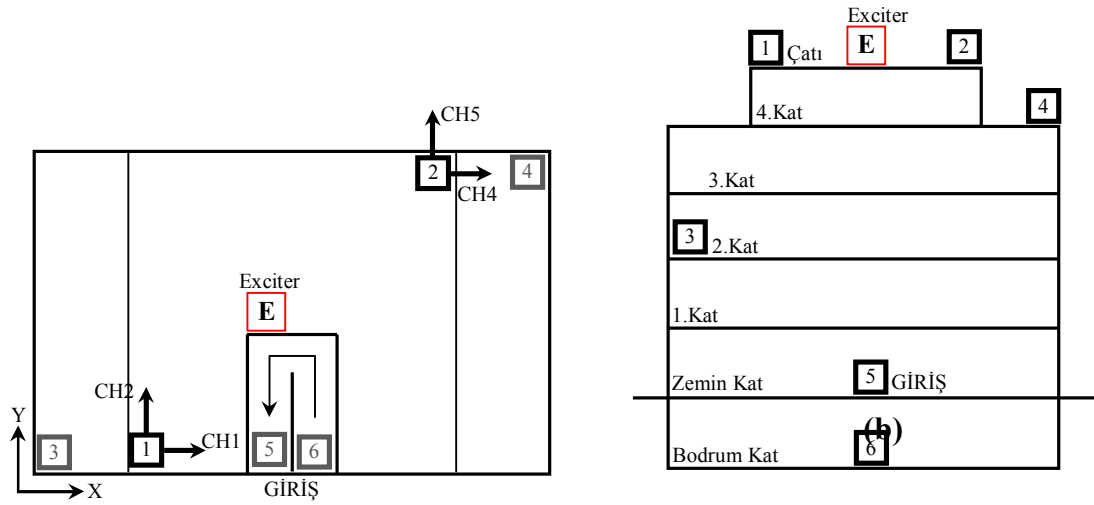 CH5
2
4
CH4
Exciter
E
CH2
Y
3
1
CH1
5
6
X
GİRİŞ
Exciter
1
Çatı
E
2
4.Kat
4
3.Kat
3
2.Kat
1.Kat
Zemin Kat
5
GİRİŞ
(b)
Bodrum Kat
6